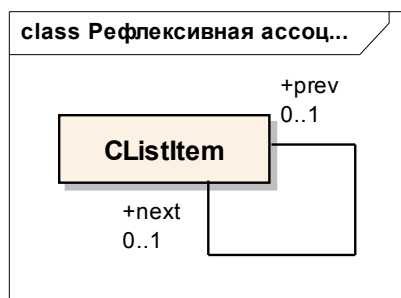 class Рефлексивная ассоц...
+prev
0..1
CListItem
+next
0..1